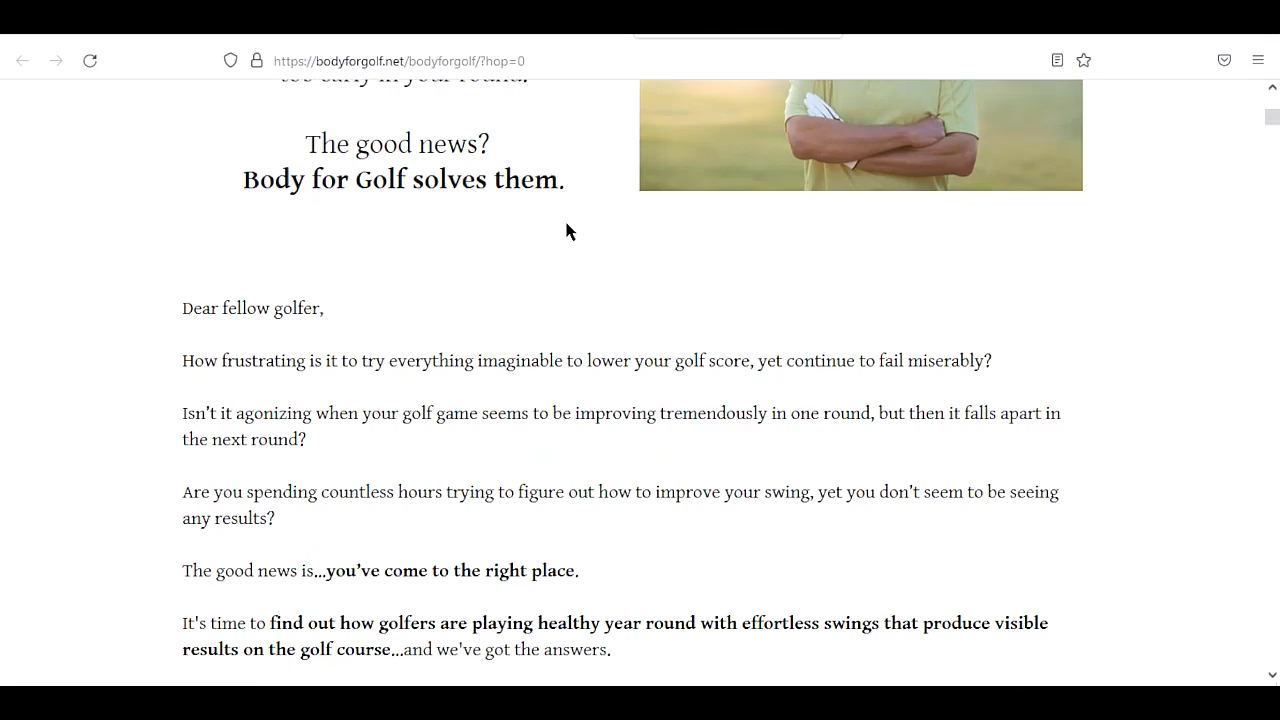 https://bodyforgolf.net/bodyforgolf/?hop=0
too early in your round.
The good news?
Body for Golf solves them.
Dear fellow golfer,
How frustrating is it to try everything imaginable to lower your golf score, yet continue to fail miserably?
Isn't it agonizing when your golf game seems to be improving tremendously in one round, but then it falls apart in
the next round?
Are you spending countless hours trying to figure out how to improve your swing, yet you don't seem to be seeing
any results?
The good news is...you've come to the right place.
It's time to find out how golfers are playing healthy year round with effortless swings that produce visible
results on the golf course...and we've got the answers.